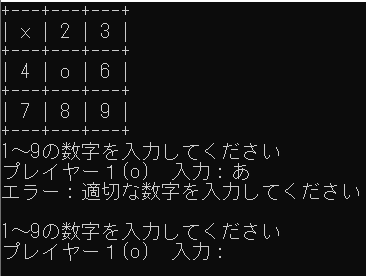 +---+---+---+
| x | 2 | 3 |
+---+---+---+
| 4 | o | 6 |
+---+---+---+
| 7 | 8 | 9 |
+---+---+---+
1～9の数字を入力してください
プレイヤー１(o)　入力：あ
エラー：適切な数字を入力してください
1～9の数字を入力してください
プレイヤー１(o)　入力：